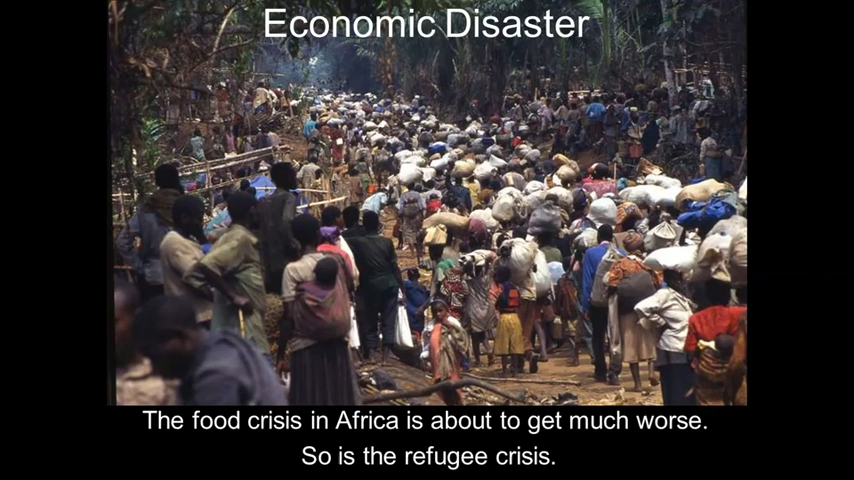 Economic Disaster
The food crisis in Africa is about to get much worse.
So is the refugee crisis.